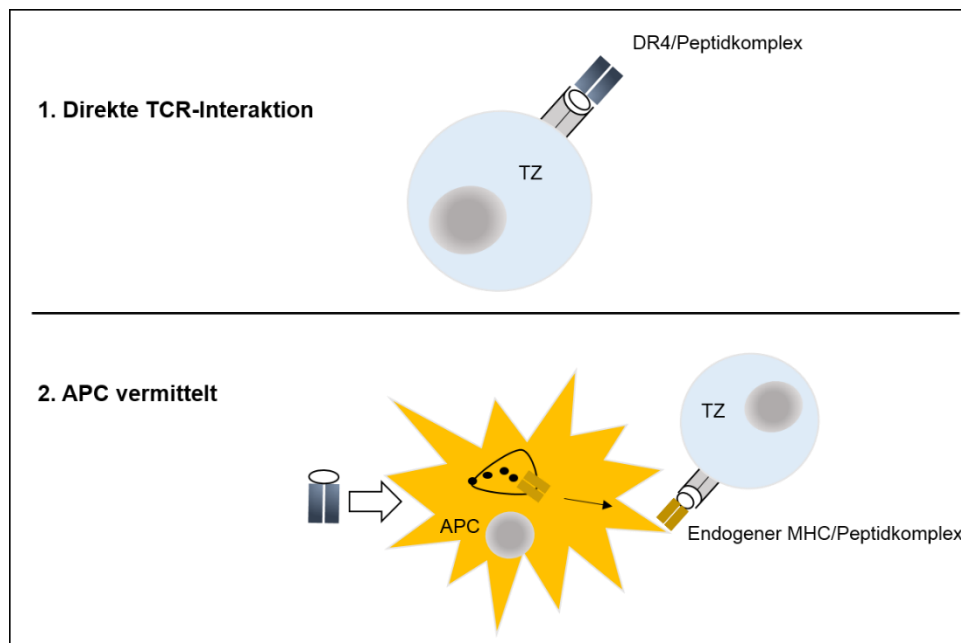 DR4/Peptidkomplex
1. Direkte TCR-Interaktion
TZ
2. APC vermittelt
TZ
APC
Endogener MHC/Peptidkomplex